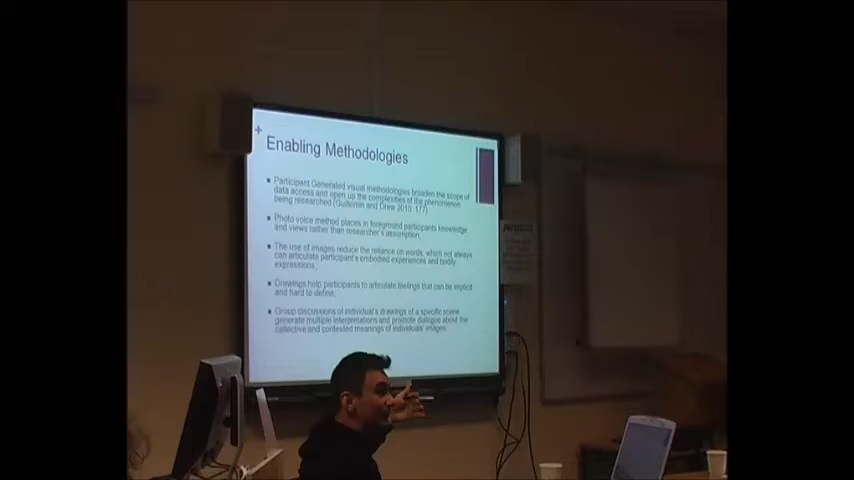 +
Enabling Methodologies
▪ Participant Generated visual methodologies broaden the scope of
data access and open up the complexities of the phenomenon
being researched (Guillemin and Drew 2010: 177)
▪ Photo voice method places in foreground participants knowledge
and views rather than researcher's assumption;
▪ The use of images reduce the reliance on words, which not always
can articulate participant's embodied experiences and bodily
expressions;
▪ Drawings help participants to articulate feelings that can be implicit
and hard to define;
▪ Group discussions of individual's drawings of a specific scene
generate multiple interpretations and promote dialogue about the
collective and contested meanings of individuals' images.